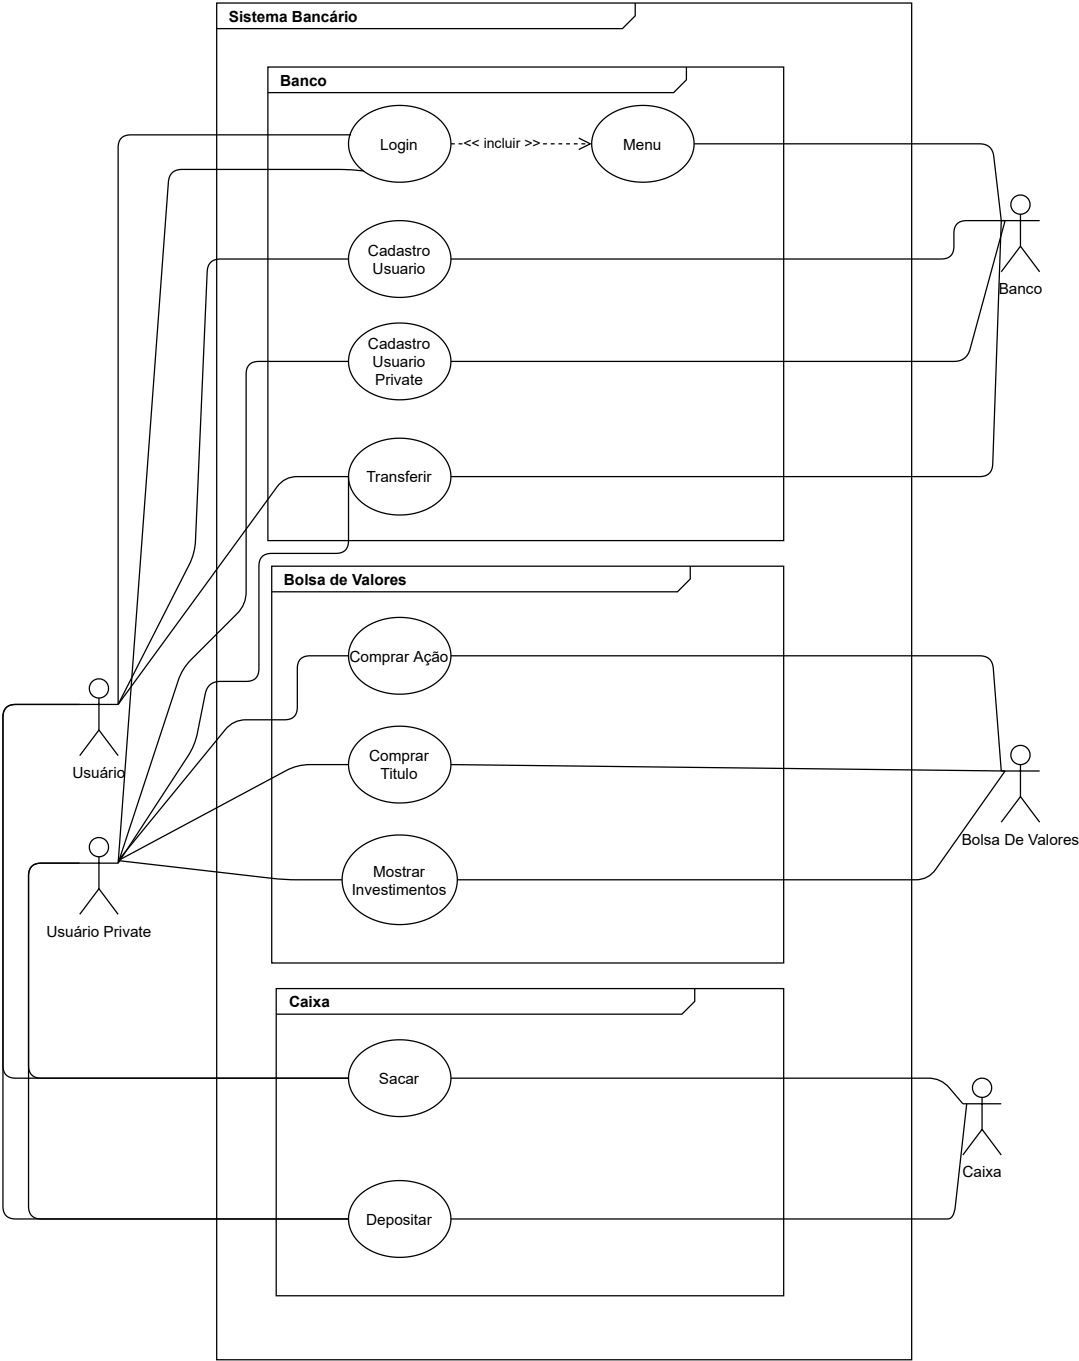 Sistema Bancário
Banco
Login
<< incluir >>
Menu
Cadastro
Usuario
Banco
Cadastro
Usuario
Private
Transferir
Bolsa de Valores
Comprar Ação
Usuário
Comprar
Titulo
Bolsa De Valores
Mostrar
Investimentos
Usuário Private
Caixa
Sacar
Caixa
Depositar